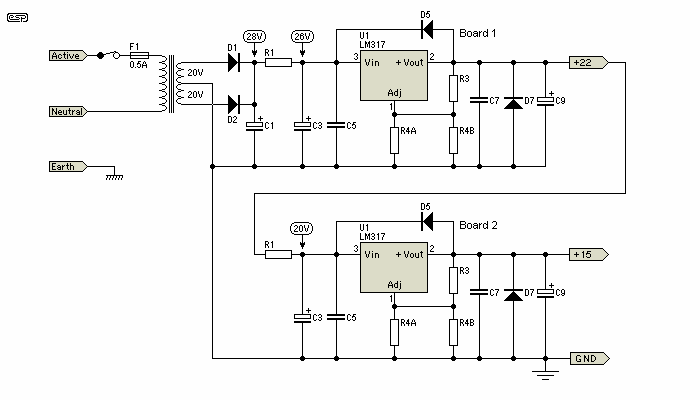 ESP
Active
F1
0.5A
20V
20V
D1
D2
28V
R1
26V
C1
C3
C5
U1
LM317
3
Vin
+ Vout
2
Adj
1
D5
Board 1
R3
R4A
R4B
C7
D7
C9
+22
Neutral
Earth
R1
20V
C3
C5
U1
LM317
3
Vin
+ Vout
2
Adj
1
D5
Board 2
R3
R4A
R4B
C7
D7
C9
+15
GND
+
+
+
+
+